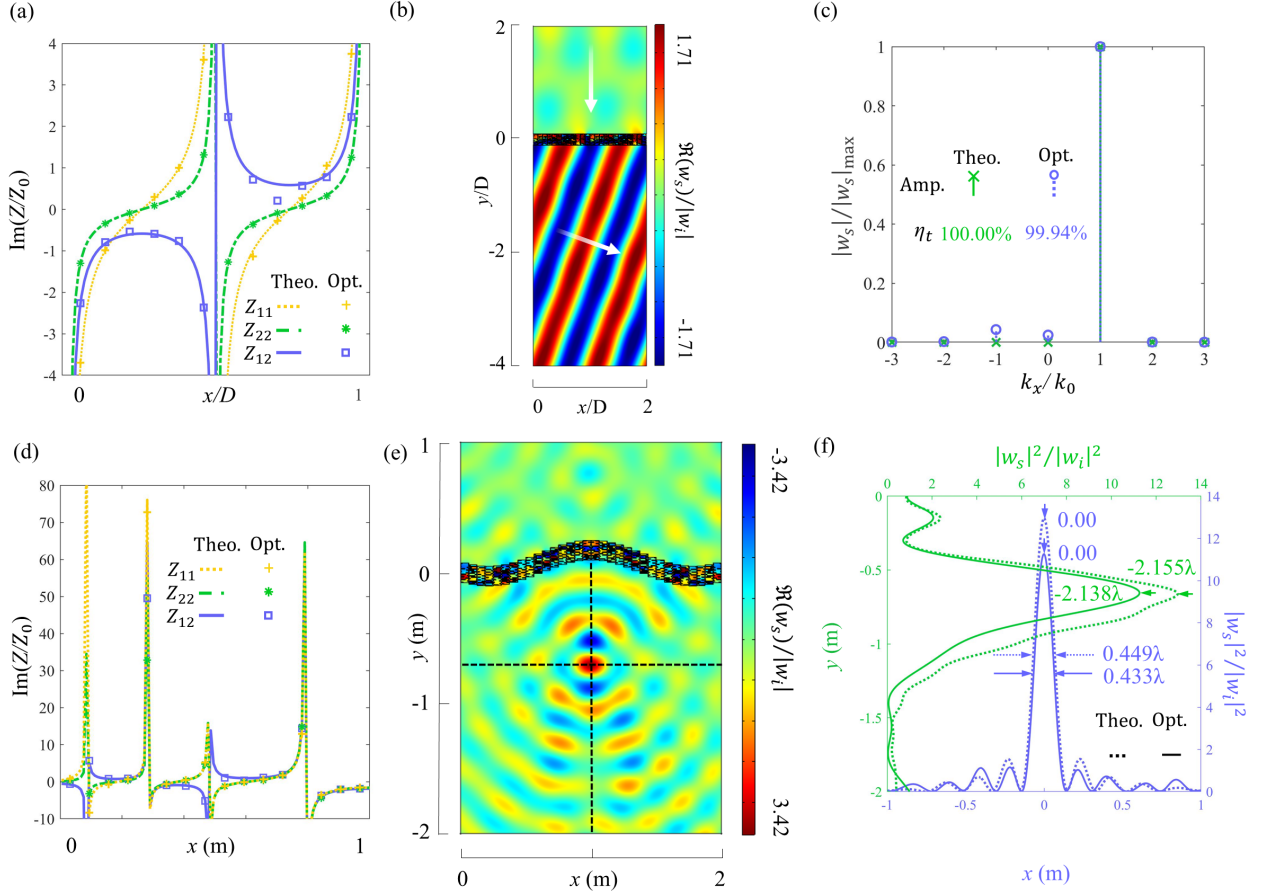 (a)
4
3
2
1
0
-1
-2
-3
-4
Im(Z/Z₀)
Theo. Opt.
Z₁₁
Z₂₂
Z₁₂
0 x/D 1
(b)
2
0
-2
-4
y/D
0 2
x/D
1.71
ℜ(wₛ)/|wᵢ|
-1.71
(c)
1
0.8
0.6
0.4
0.2
0
|wₛ|/|wₛ|max
Theo. Opt.
Amp.
ηₜ 100.00% 99.94%
-3 -2 -1 0 1 2 3
kₓ/k₀
(d)
80
70
60
50
40
30
20
10
0
-10
Im(Z/Z₀)
Theo. Opt.
Z₁₁
Z₂₂
Z₁₂
0 1
x (m)
(e)
1
0
-1
-2
y (m)
0 x (m) 2
-3.42
ℜ(wₛ)/|wᵢ|
3.42
(f)
|wₛ|²/|wᵢ|²
0 2 4 6 8 10 12 14
0
-0.5
-1
-1.5
-2
y (m)
14
12
10
8
6
4
2
0
|wₛ|²/|wᵢ|²
0.00
0.00
-2.155λ
-2.138λ
0.449λ
0.433λ
Theo. Opt.
-1 -0.5 0 0.5 1
x (m)